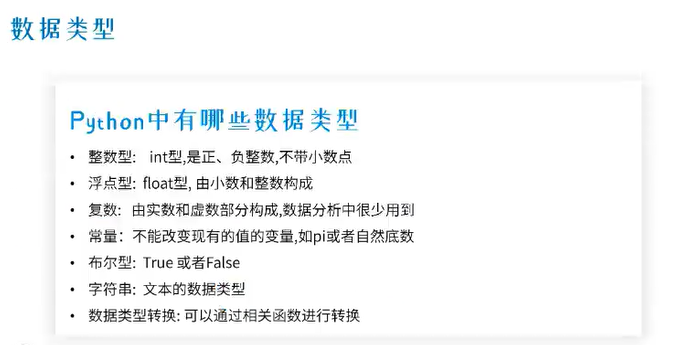 数据类型
Python中有哪些数据类型
• 整数型: int型,是正、负整数,不带小数点
• 浮点型: float型, 由小数和整数构成
• 复数: 由实数和虚数部分构成,数据分析中很少用到
• 常量: 不能改变现有的值的变量,如pi或者自然底数
• 布尔型: True 或者False
• 字符串: 文本的数据类型
• 数据类型转换: 可以通过相关函数进行转换